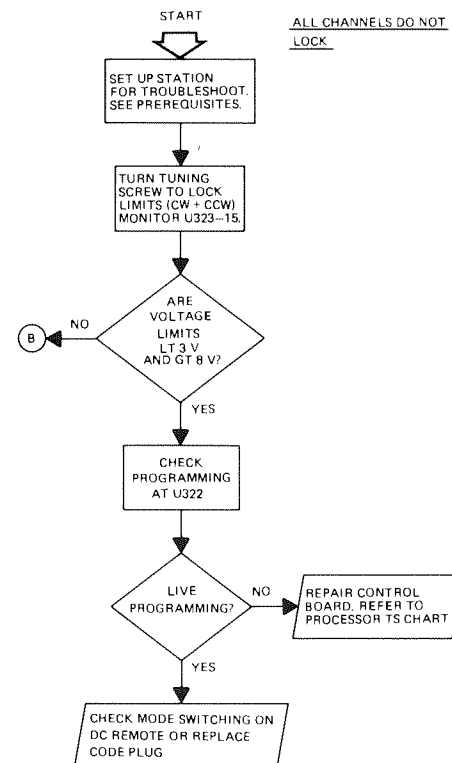 START
ALL CHANNELS DO NOT
LOCK
SET UP STATION
FOR TROUBLESHOOT.
SEE PREREQUISITES.
TURN TUNING
SCREW TO LOCK
LIMITS (CW + CCW)
MONITOR U323-15.
ARE
VOLTAGE
LIMITS
LT 3 V
AND GT 8 V?
NO
B
YES
CHECK
PROGRAMMING
AT U322
LIVE
PROGRAMMING?
NO
REPAIR CONTROL
BOARD. REFER TO
PROCESSOR TS CHART
YES
CHECK MODE SWITCHING ON
DC REMOTE OR REPLACE
CODE PLUG